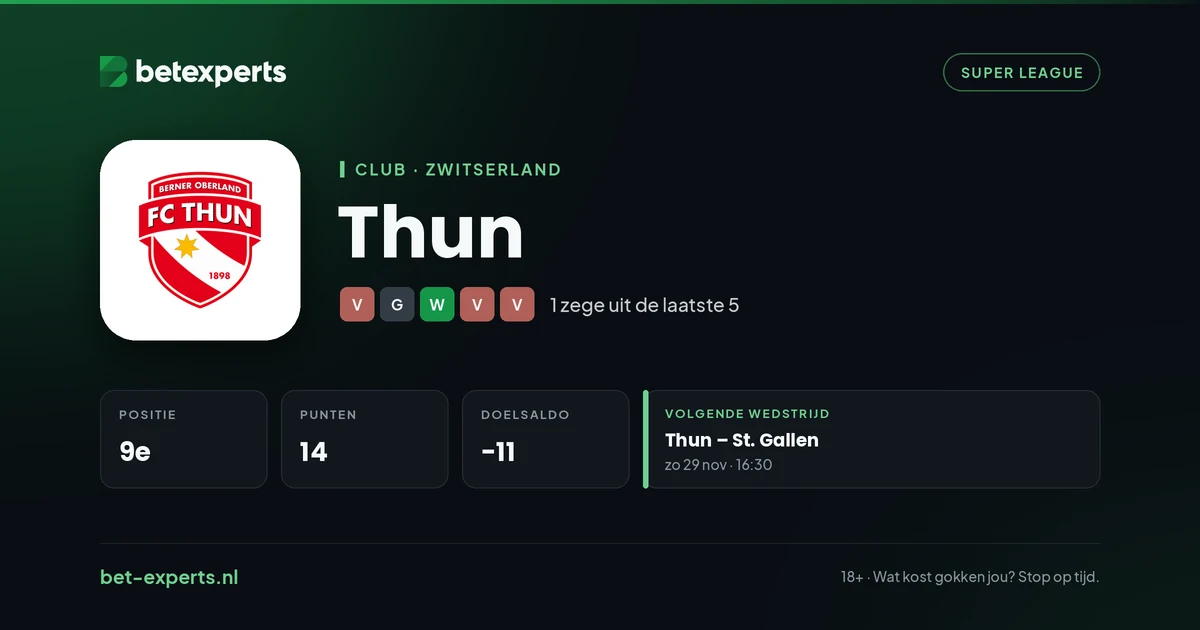 betexperts
SUPER LEAGUE
BERNER OBERLAND
FC THUN
1898
CLUB · ZWITSERLAND
Thun
V G W V V 1 zege uit de laatste 5
POSITIE
9e
PUNTEN
14
DOELSALDO
−11
VOLGENDE WEDSTRIJD
Thun – St. Gallen
zo 29 nov · 16:30
bet-experts.nl
18+ · Wat kost gokken jou? Stop op tijd.